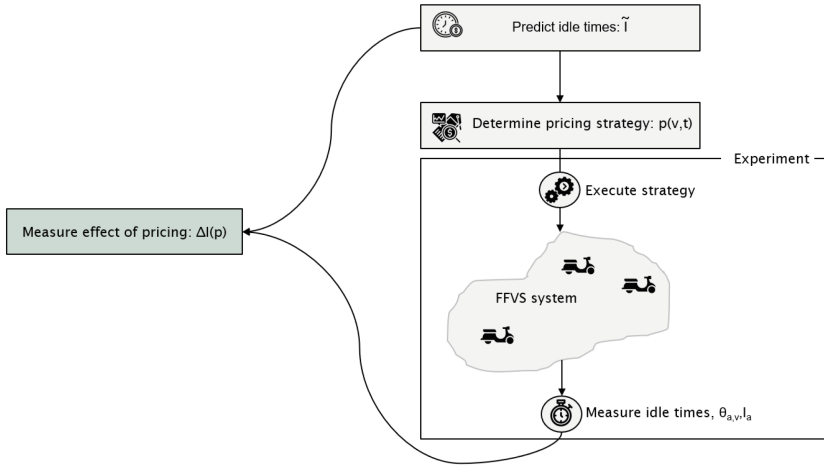 Predict idle times: Ĩ
Determine pricing strategy: p(v,t)
Experiment
Execute strategy
Measure effect of pricing: ΔI(p)
FFVS system
Measure idle times, θa,v,Ia